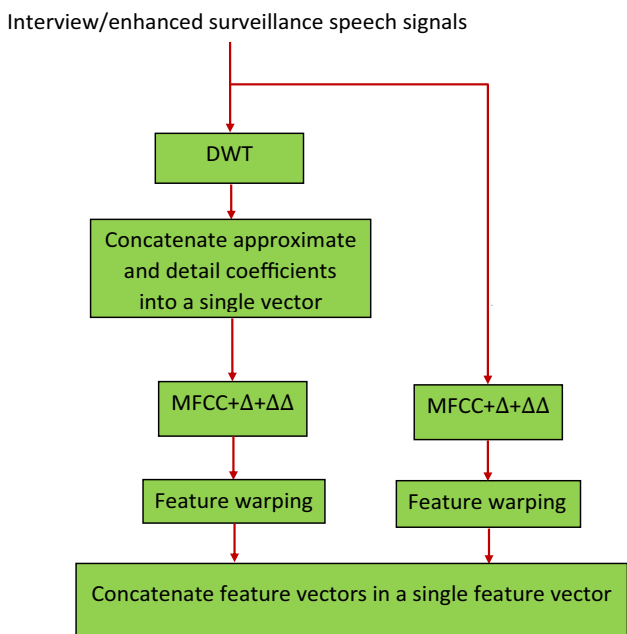 Interview/enhanced surveillance speech signals
DWT
Concatenate approximate
and detail coefficients
into a single vector
MFCC+Δ+ΔΔ
MFCC+Δ+ΔΔ
Feature warping
Feature warping
Concatenate feature vectors in a single feature vector